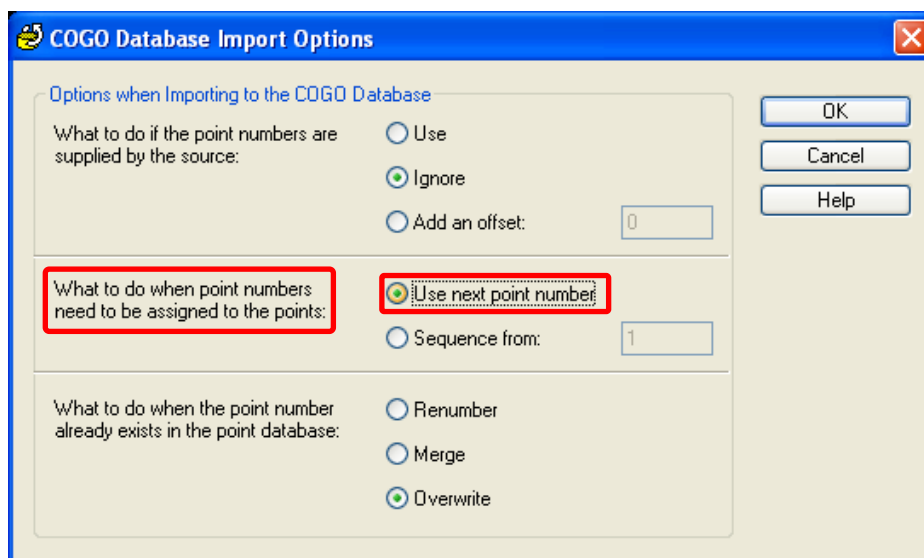 COGO Database Import Options
Options when Importing to the COGO Database
What to do if the point numbers are
supplied by the source:
Use
Ignore
Add an offset:
0
OK
Cancel
Help
What to do when point numbers
need to be assigned to the points:
Use next point number
Sequence from:
1
What to do when the point number
already exists in the point database:
Renumber
Merge
Overwrite